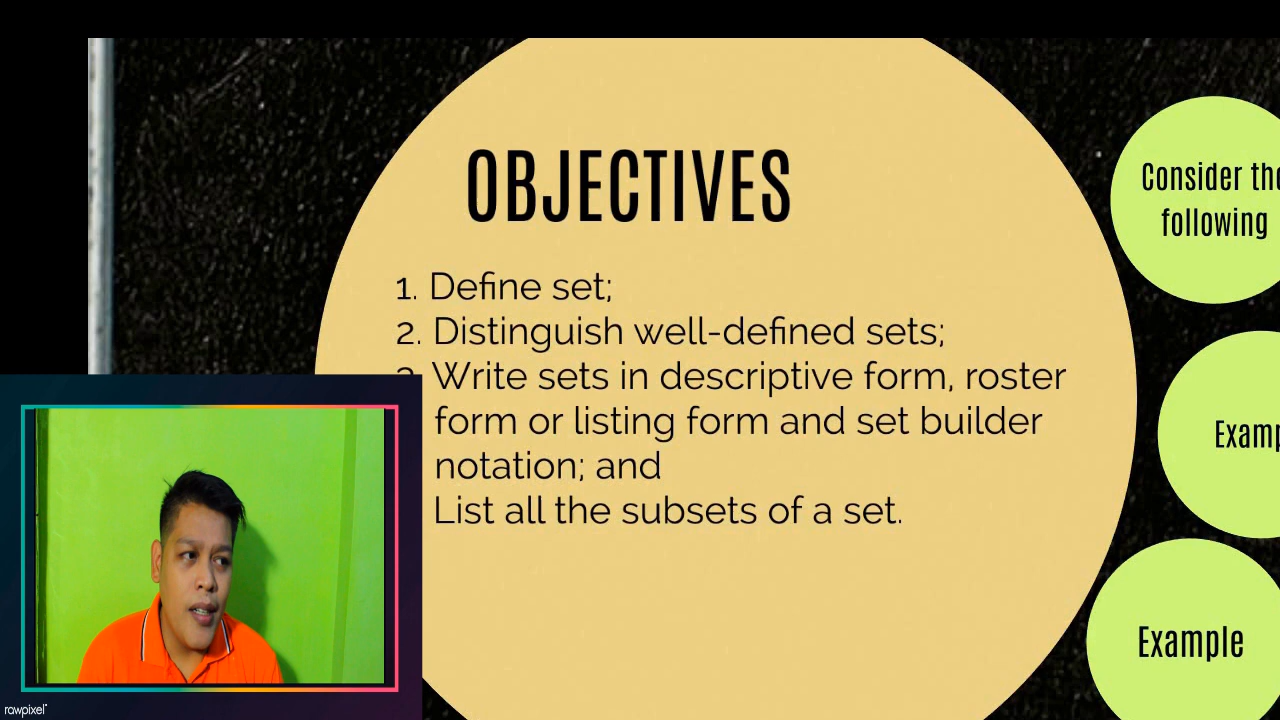 OBJECTIVES
1. Define set;
2. Distinguish well-defined sets;
Write sets in descriptive form, roster
form or listing form and set builder
notation; and
List all the subsets of a set.
Consider
following
Example
rawpixel